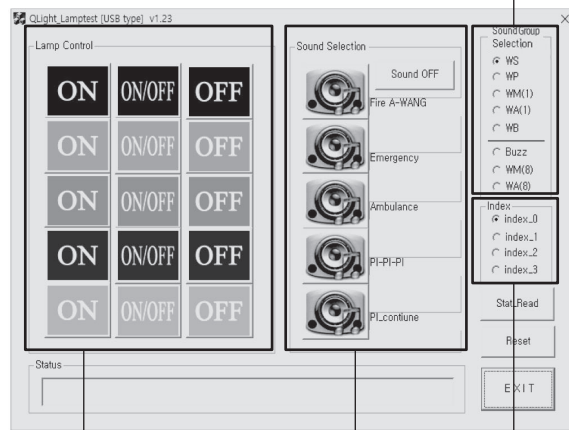 QLight_Lamptest [USB type] v1.23
Lamp Control
ON ON/OFF OFF
ON ON/OFF OFF
ON ON/OFF OFF
ON ON/OFF OFF
ON ON/OFF OFF
Sound Selection
Sound OFF
Fire A-WANG
Emergency
Ambulance
PI-PI-PI
PI_contiune
Sound Group
Selection
WS
WP
WM(1)
WA(1)
WB
Buzz
WM(8)
WA(8)
Index
index_0
index_1
index_2
index_3
Stat_Read
Reset
EXIT
Status